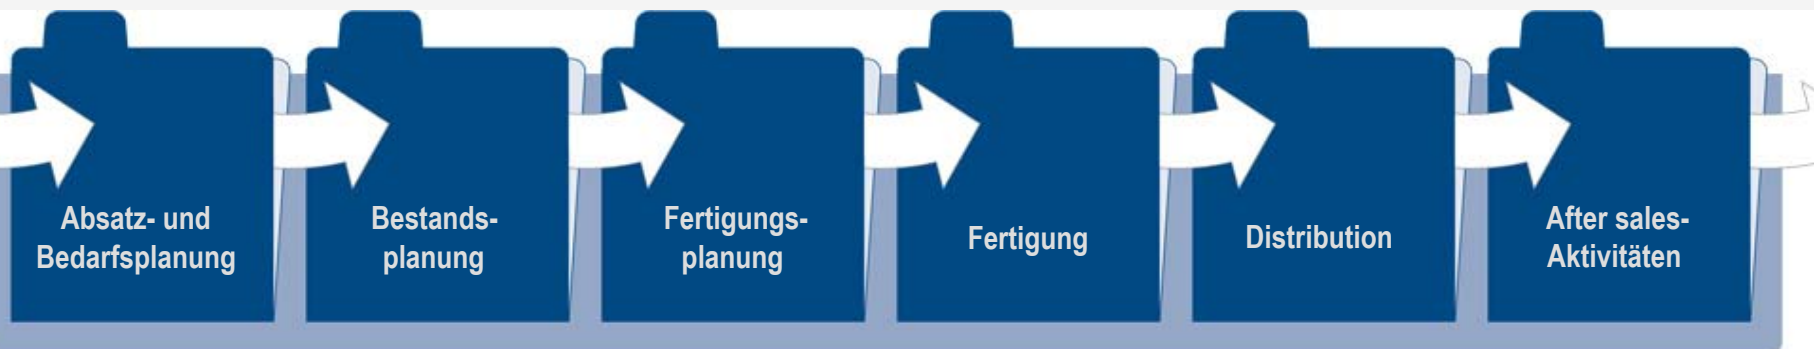 Absatz- und
Bedarfsplanung
Bestands-
planung
Fertigungs-
planung
Fertigung
Distribution
After sales-
Aktivitäten